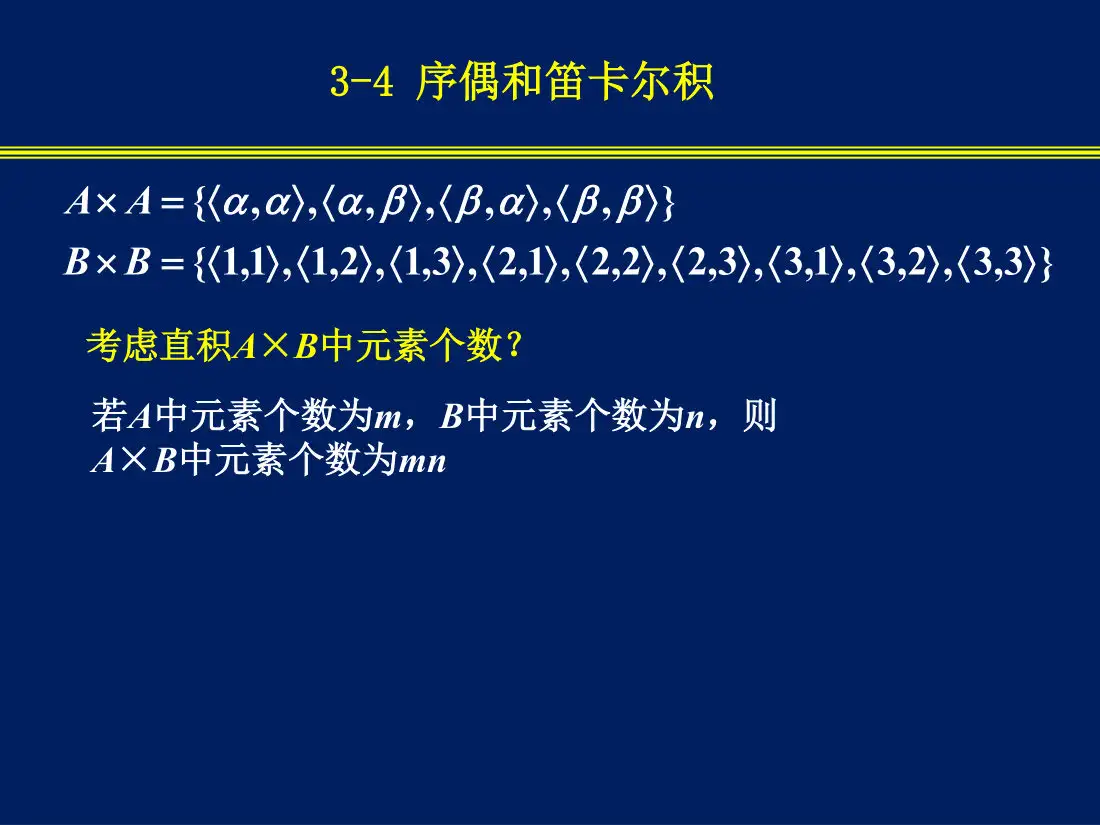 3-4 序偶和笛卡尔积
A × A = {⟨α,α⟩,⟨α,β⟩,⟨β,α⟩,⟨β,β⟩}
B × B = {⟨1,1⟩,⟨1,2⟩,⟨1,3⟩,⟨2,1⟩,⟨2,2⟩,⟨2,3⟩,⟨3,1⟩,⟨3,2⟩,⟨3,3⟩}
考虑直积A×B中元素个数？
若A中元素个数为m，B中元素个数为n，则
A×B中元素个数为mn